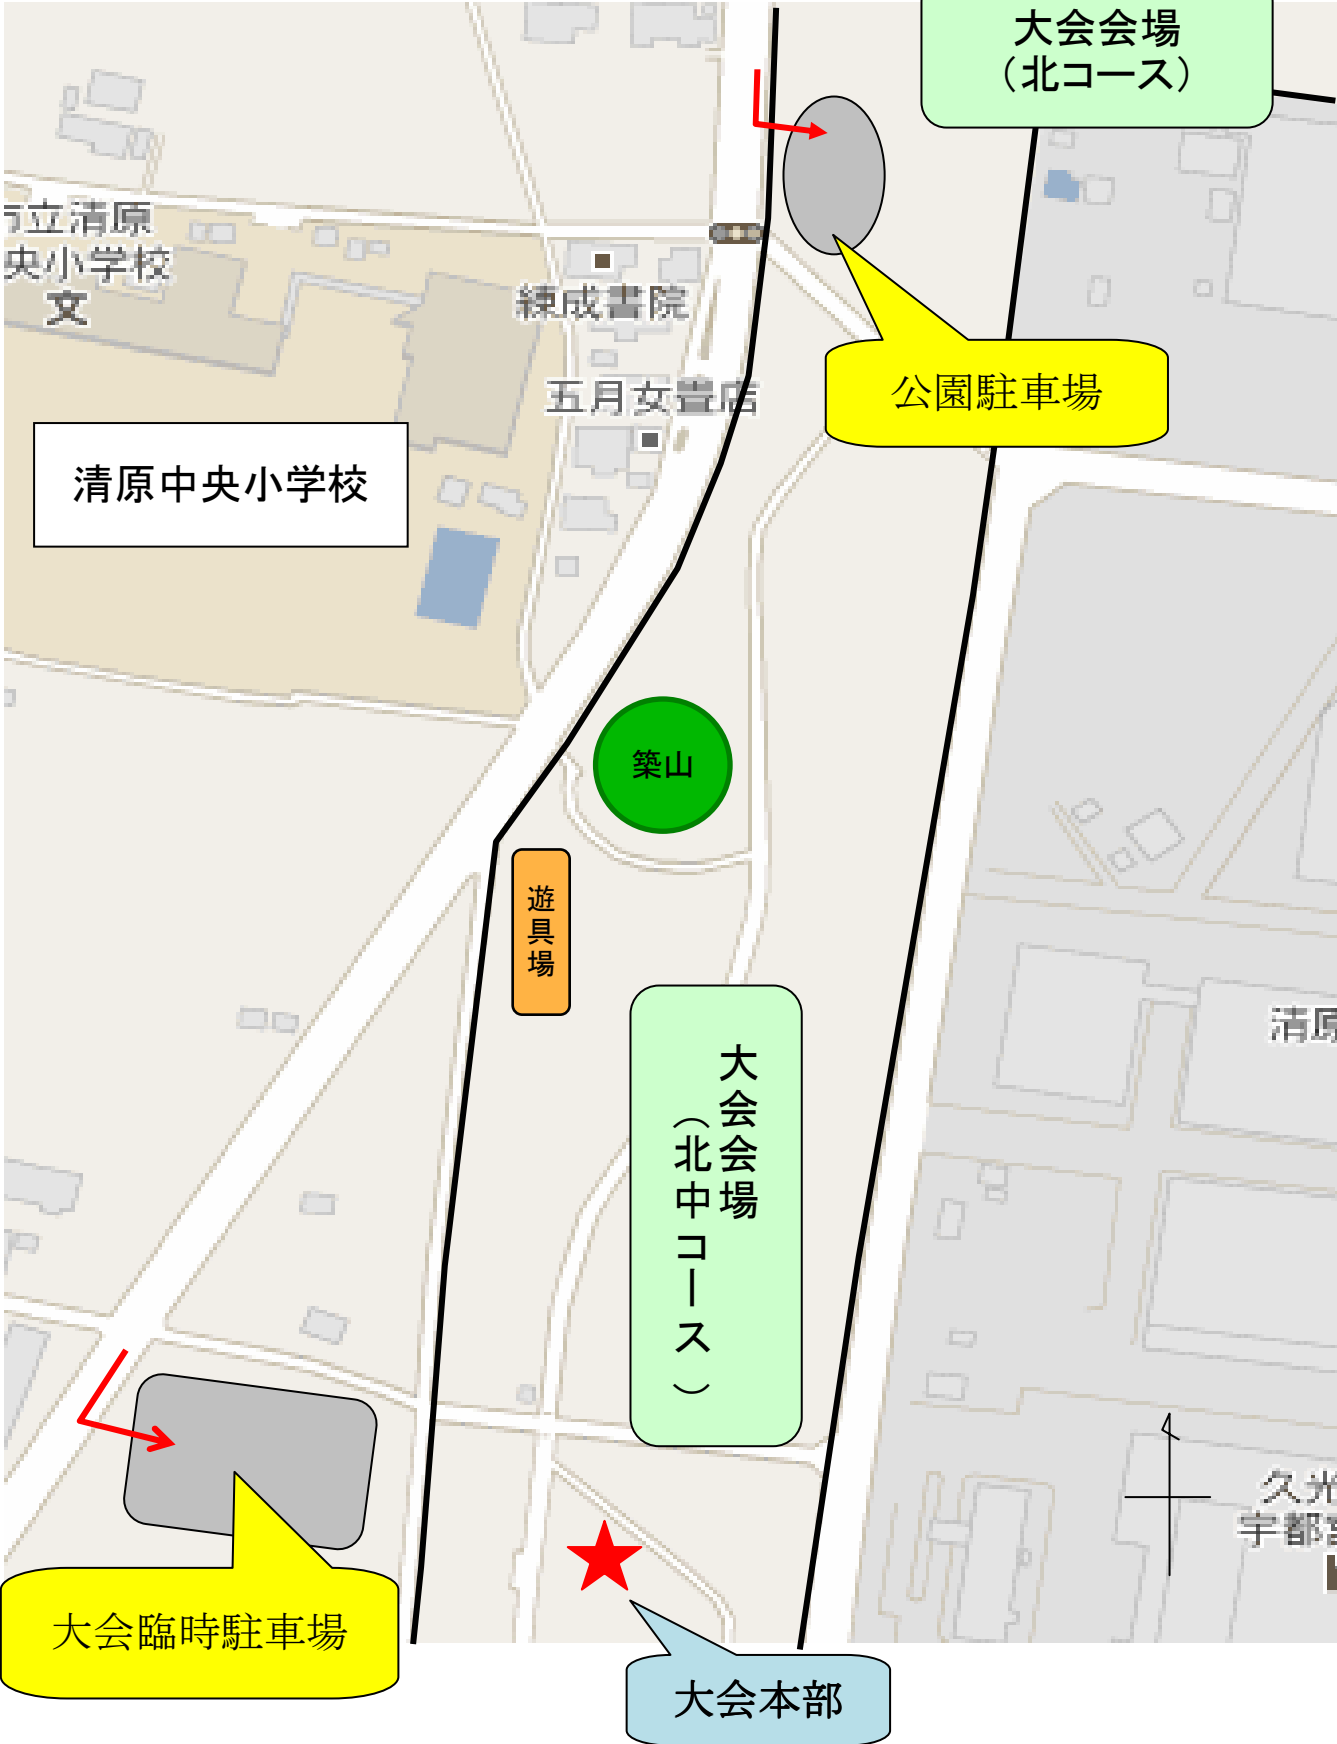 大会会場
（北コース）
市立清原
央小学校
文
練成書院
公園駐車場
五月女畳店
清原中央小学校
築山
遊具場
清原
大会会場
（北中コース）
久光
宇都宮
大会臨時駐車場
大会本部